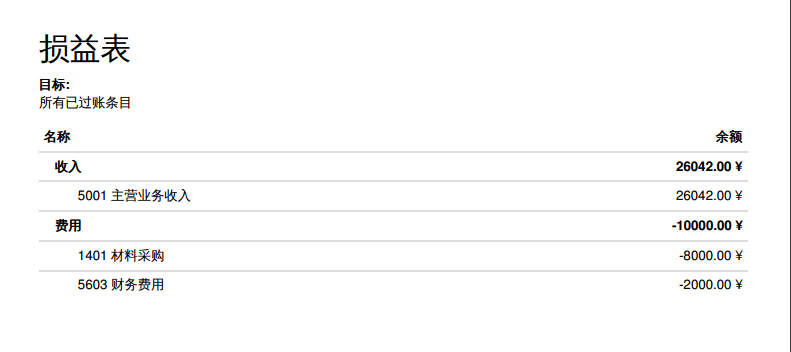 损益表
目标:
所有已过账条目
名称 余额
收入 26042.00 ¥
5001 主营业务收入 26042.00 ¥
费用 -10000.00 ¥
1401 材料采购 -8000.00 ¥
5603 财务费用 -2000.00 ¥